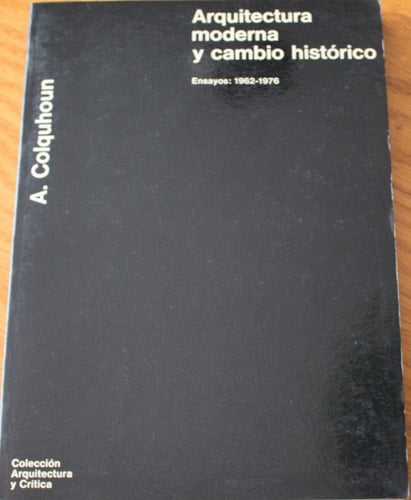 Arquitectura
moderna
y cambio histórico
Ensayos: 1962-1976
A. Colquhoun
Colección
Arquitectura
y Crítica